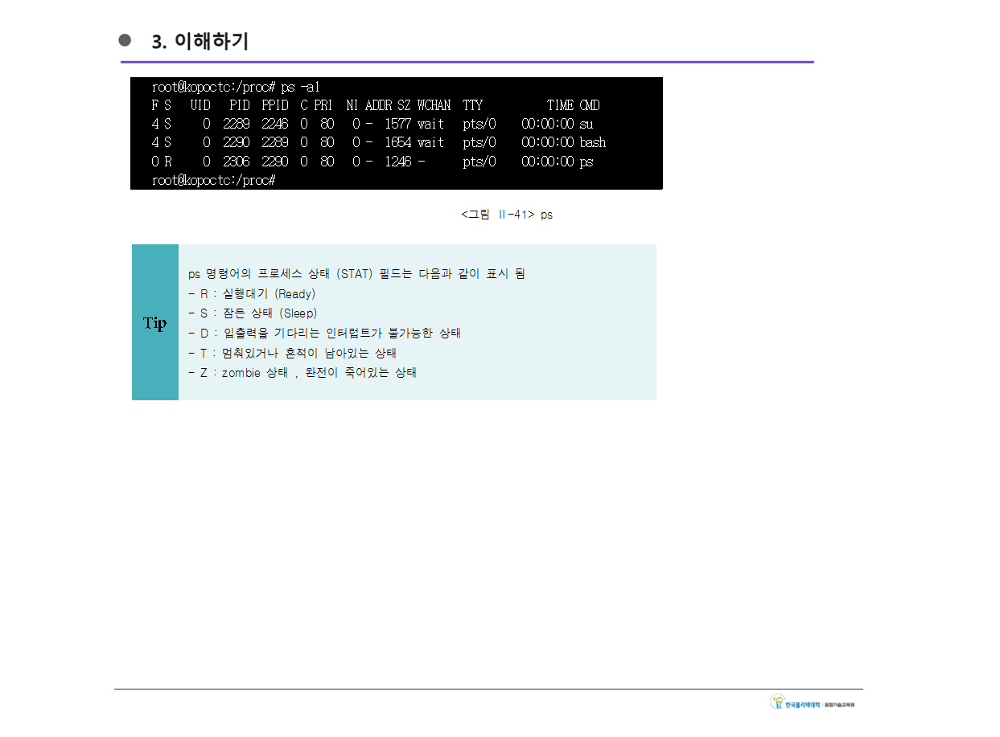 ● 3. 이해하기
root@kopoctc:/proc# ps -al
F S UID PID PPID C PRI NI ADDR SZ WCHAN TTY TIME CMD
4 S 0 2289 2246 0 80 0 - 1577 wait pts/0 00:00:00 su
4 S 0 2290 2289 0 80 0 - 1654 wait pts/0 00:00:00 bash
0 R 0 2306 2290 0 80 0 - 1246 - pts/0 00:00:00 ps
root@kopoctc:/proc#
<그림 Ⅱ-41> ps
Tip
ps 명령어의 프로세스 상태 (STAT) 필드는 다음과 같이 표시 됨
- R : 실행대기 (Ready)
- S : 잠든 상태 (Sleep)
- D : 입출력을 기다리는 인터럽트가 불가능한 상태
- T : 멈춰있거나 흔적이 남아있는 상태
- Z : zombie 상태 , 완전이 죽어있는 상태
한국폴리텍대학 | 융합기술교육원